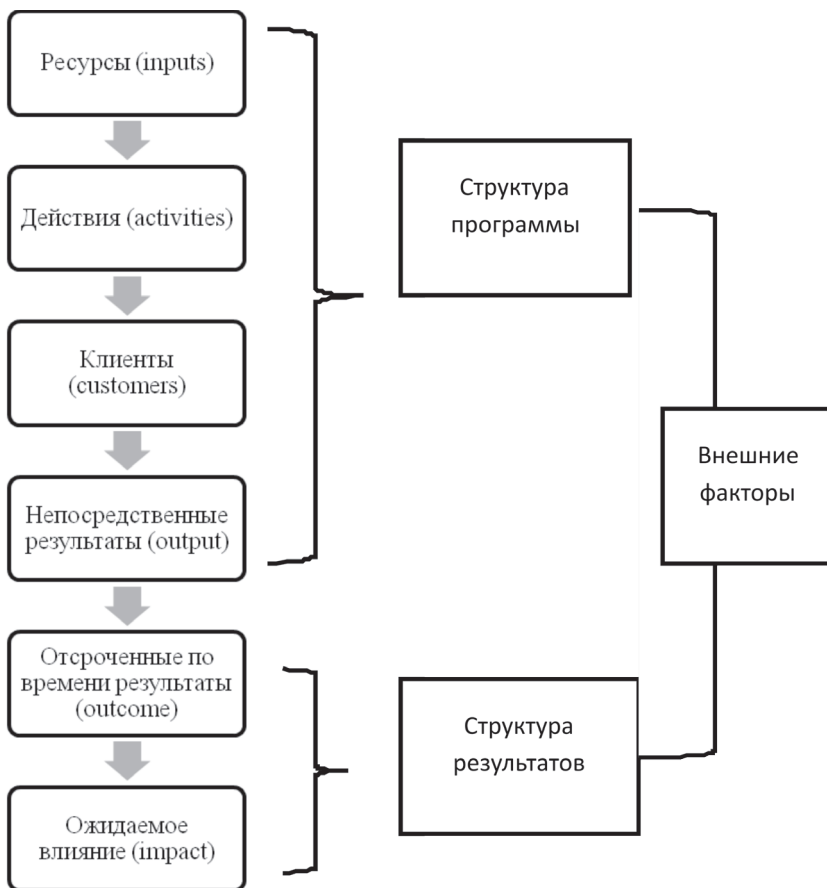 Ресурсы (inputs)
Действия (activities)
Клиенты
(customers)
Непосредственные
результаты (output)
Отсроченные по
времени результаты
(outcome)
Ожидаемое
влияние (impact)
Структура
программы
Внешние
факторы
Структура
результатов